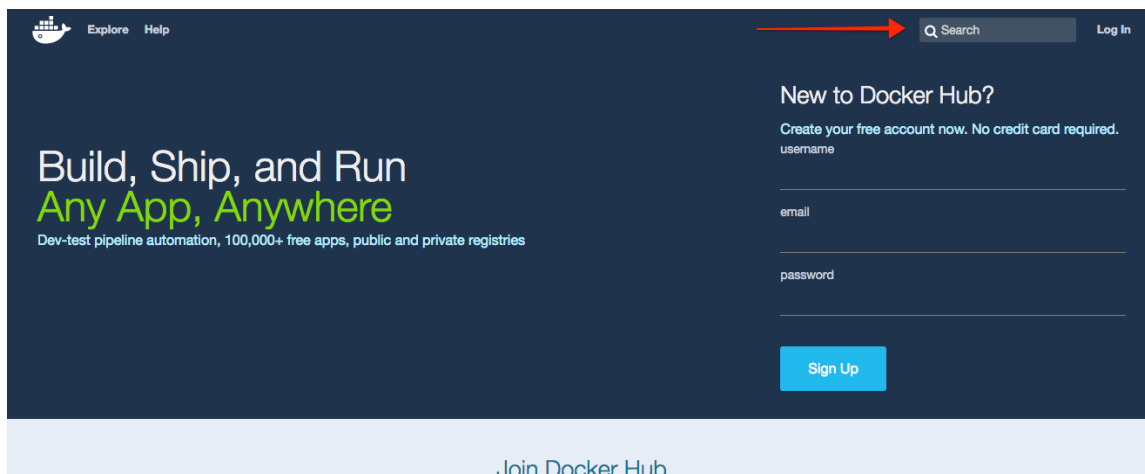 Explore Help
Search
Log In
New to Docker Hub?
Create your free account now. No credit card required.
username
email
password
Sign Up
Build, Ship, and Run
Any App, Anywhere
Dev-test pipeline automation, 100,000+ free apps, public and private registries
Join Docker Hub